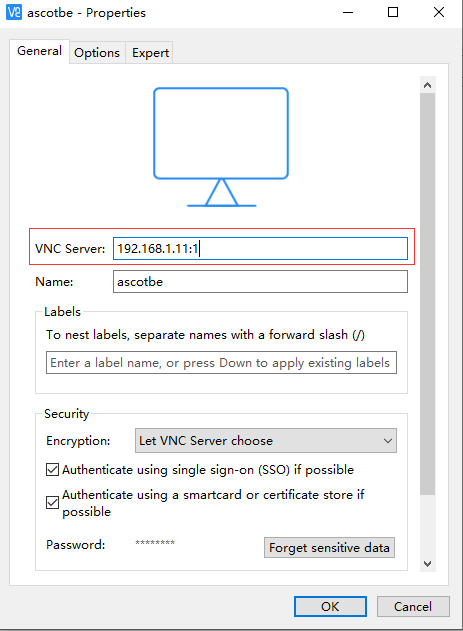 ascotbe - Properties
General Options Expert
VNC Server: 192.168.1.11:1
Name: ascotbe
Labels
To nest labels, separate names with a forward slash (/)
Enter a label name, or press Down to apply existing labels
Security
Encryption: Let VNC Server choose
Authenticate using single sign-on (SSO) if possible
Authenticate using a smartcard or certificate store if
possible
Password: ******** Forget sensitive data
OK Cancel